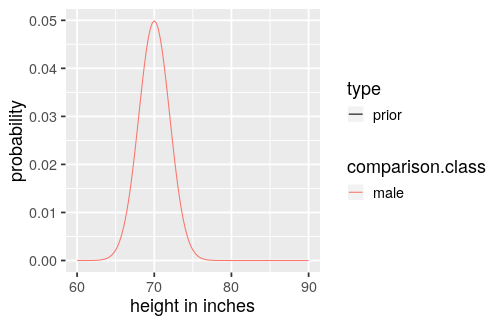 0.05
0.04
0.03
0.02
0.01
0.00
probability
60
70
80
90
height in inches
type
prior
comparison.class
male